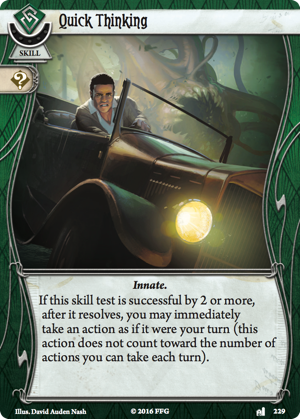 Quick Thinking
SKILL
?
Innate.
If this skill test is successful by 2 or more,
after it resolves, you may immediately
take an action as if it were your turn (this
action does not count toward the number of
actions you can take each turn).
Illus. David Auden Nash
© 2016 FFG
229